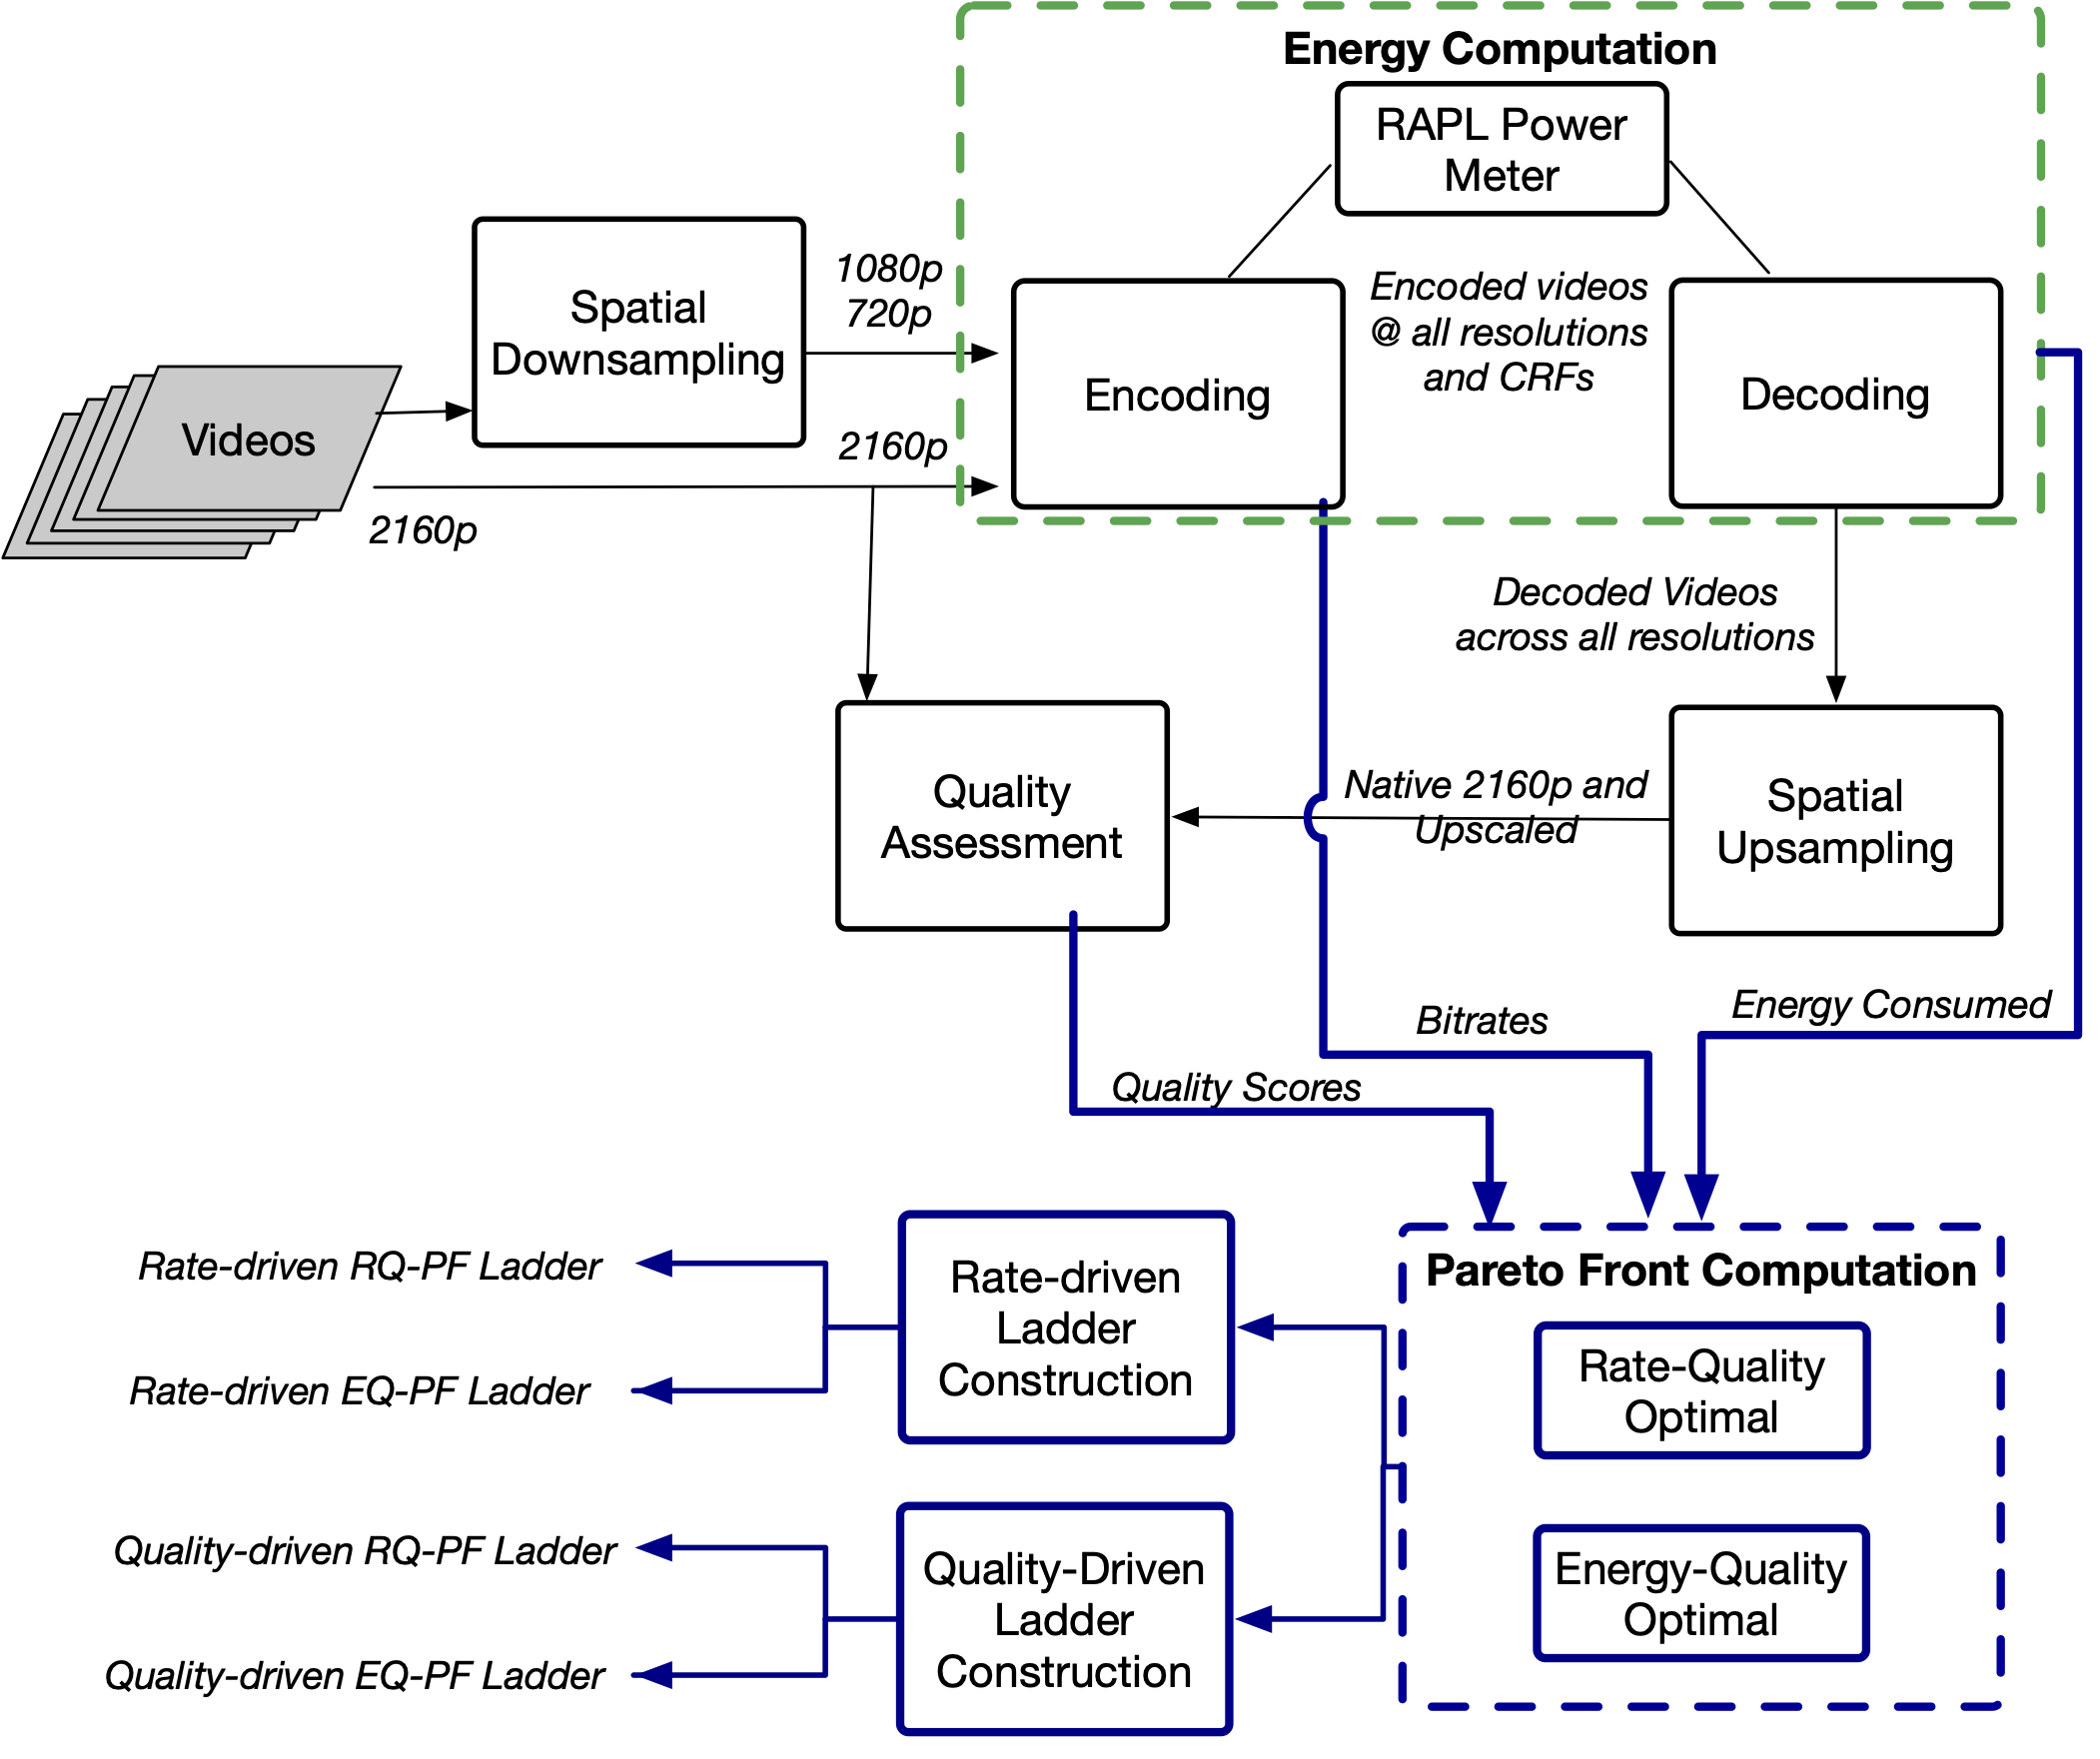 Energy Computation
RAPL Power
Meter
Spatial
Downsampling
1080p
720p
Encoding
Encoded videos
@ all resolutions
and CRFs
Decoding
Videos
2160p
2160p
Decoded Videos
across all resolutions
Quality
Assessment
Native 2160p and
Upscaled
Spatial
Upsampling
Energy Consumed
Bitrates
Quality Scores
Pareto Front Computation
Rate-Quality
Optimal
Energy-Quality
Optimal
Rate-driven
Ladder
Construction
Rate-driven RQ-PF Ladder
Rate-driven EQ-PF Ladder
Quality-Driven
Ladder
Construction
Quality-driven RQ-PF Ladder
Quality-driven EQ-PF Ladder